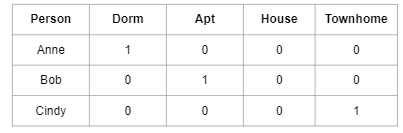 Person Dorm Apt House Townhome
Anne 1 0 0 0
Bob 0 1 0 0
Cindy 0 0 0 1